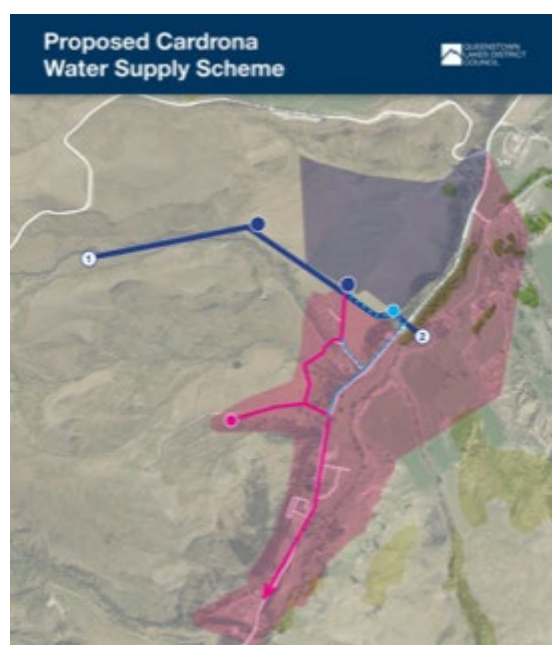 Proposed Cardrona
Water Supply Scheme
QUEENSTOWN
LAKES DISTRICT
COUNCIL
1
2